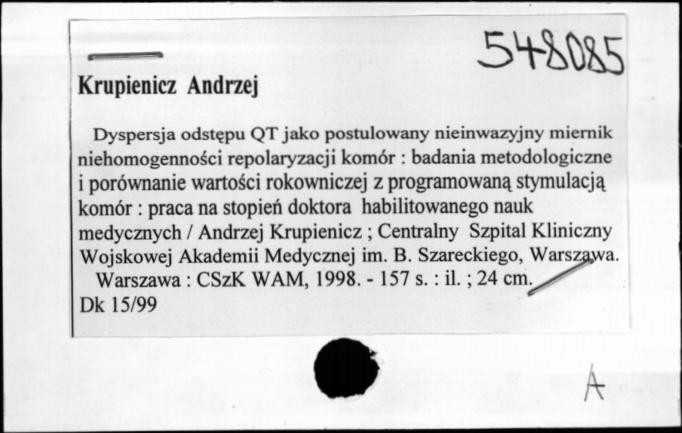 548085
Krupienicz Andrzej
Dyspersja odstępu QT jako postulowany nieinwazyjny miernik
niehomogenności repolaryzacji komór : badania metodologiczne
i porównanie wartości rokowniczej z programowaną stymulacją
komór : praca na stopień doktora habilitowanego nauk
medycznych / Andrzej Krupienicz ; Centralny Szpital Kliniczny
Wojskowej Akademii Medycznej im. B. Szareckiego, Warszawa.
Warszawa : CSzK WAM, 1998. - 157 s. : il. ; 24 cm.
Dk 15/99
A